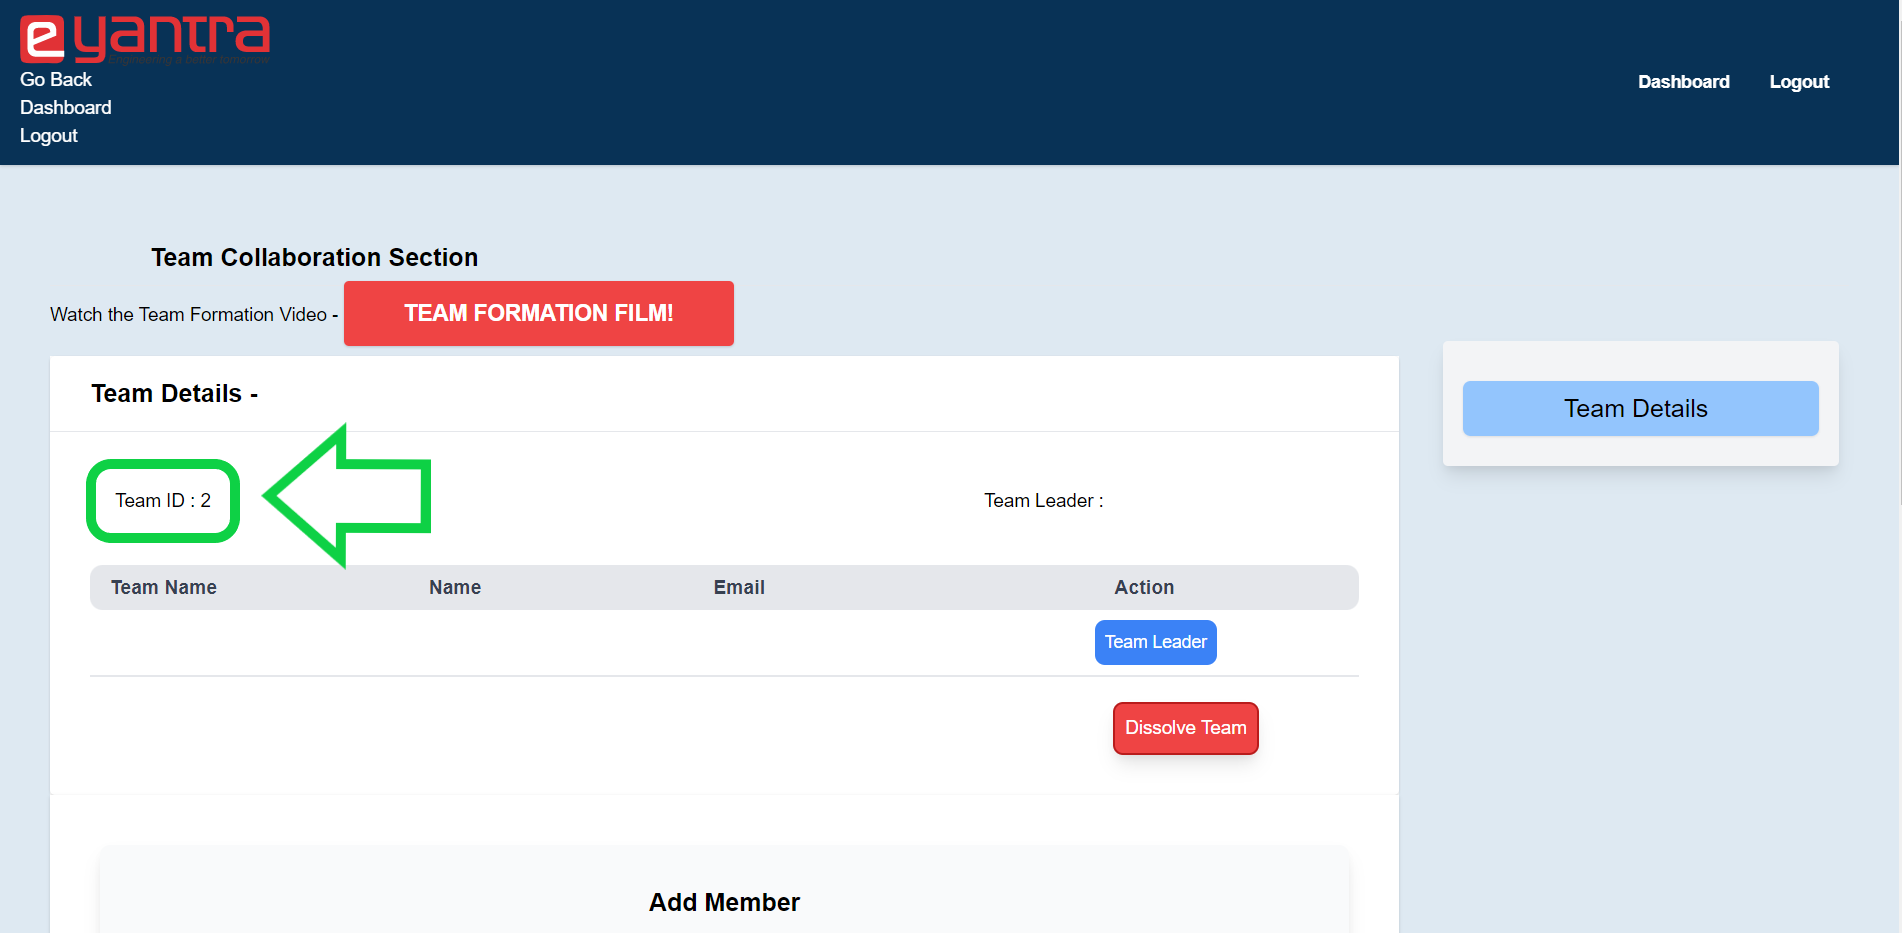 eyantra
Engineering a better tomorrow
Go Back
Dashboard
Logout
Dashboard Logout
Team Collaboration Section
Watch the Team Formation Video - TEAM FORMATION FILM!
Team Details -
Team Details
Team ID : 2 Team Leader :
Team Name Name Email Action
Team Leader
Dissolve Team
Add Member